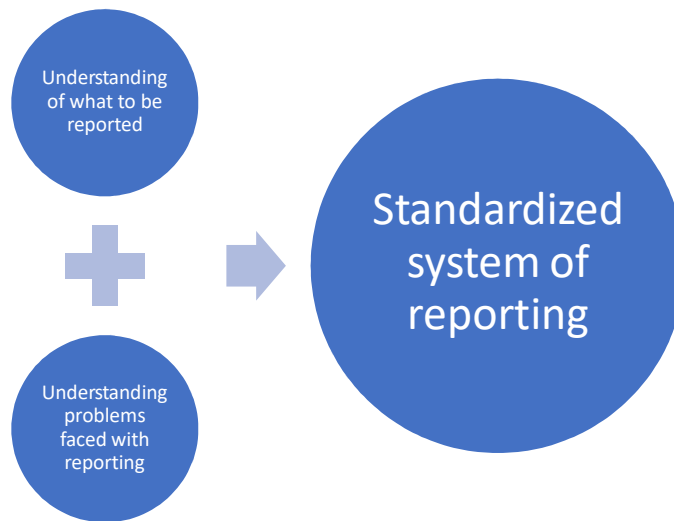 Understanding
of what to be
reported
Understanding
problems
faced with
reporting
Standardized
system of
reporting